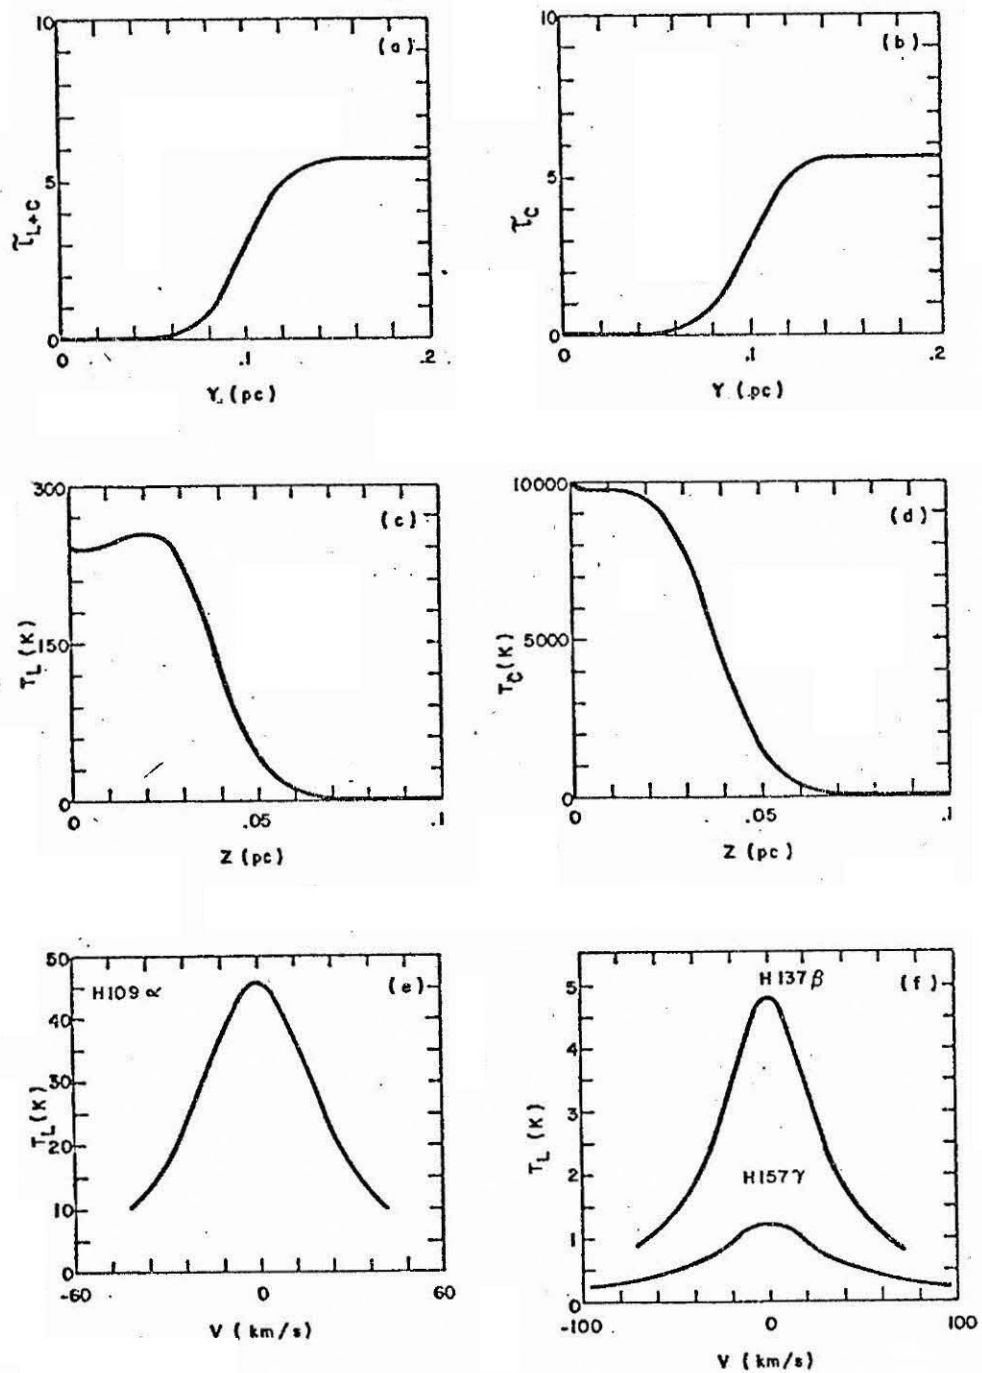 10
(a)
5
τ̃L+C
0
0
.1
.2
Y (pc)
10
(b)
5
τ̃C
0
0
.1
.2
Y (pc)
300
(c)
150
TL (K)
0
0
.05
.1
Z (pc)
10000
(d)
5000
TC (K)
0
0
.05
.1
Z (pc)
50
H109α
(e)
40
30
TL (K)
20
10
0
-60
0
60
V (km/s)
5
H137β
(f)
4
3
TL (K)
2
H157γ
1
0
-100
0
100
V (km/s)